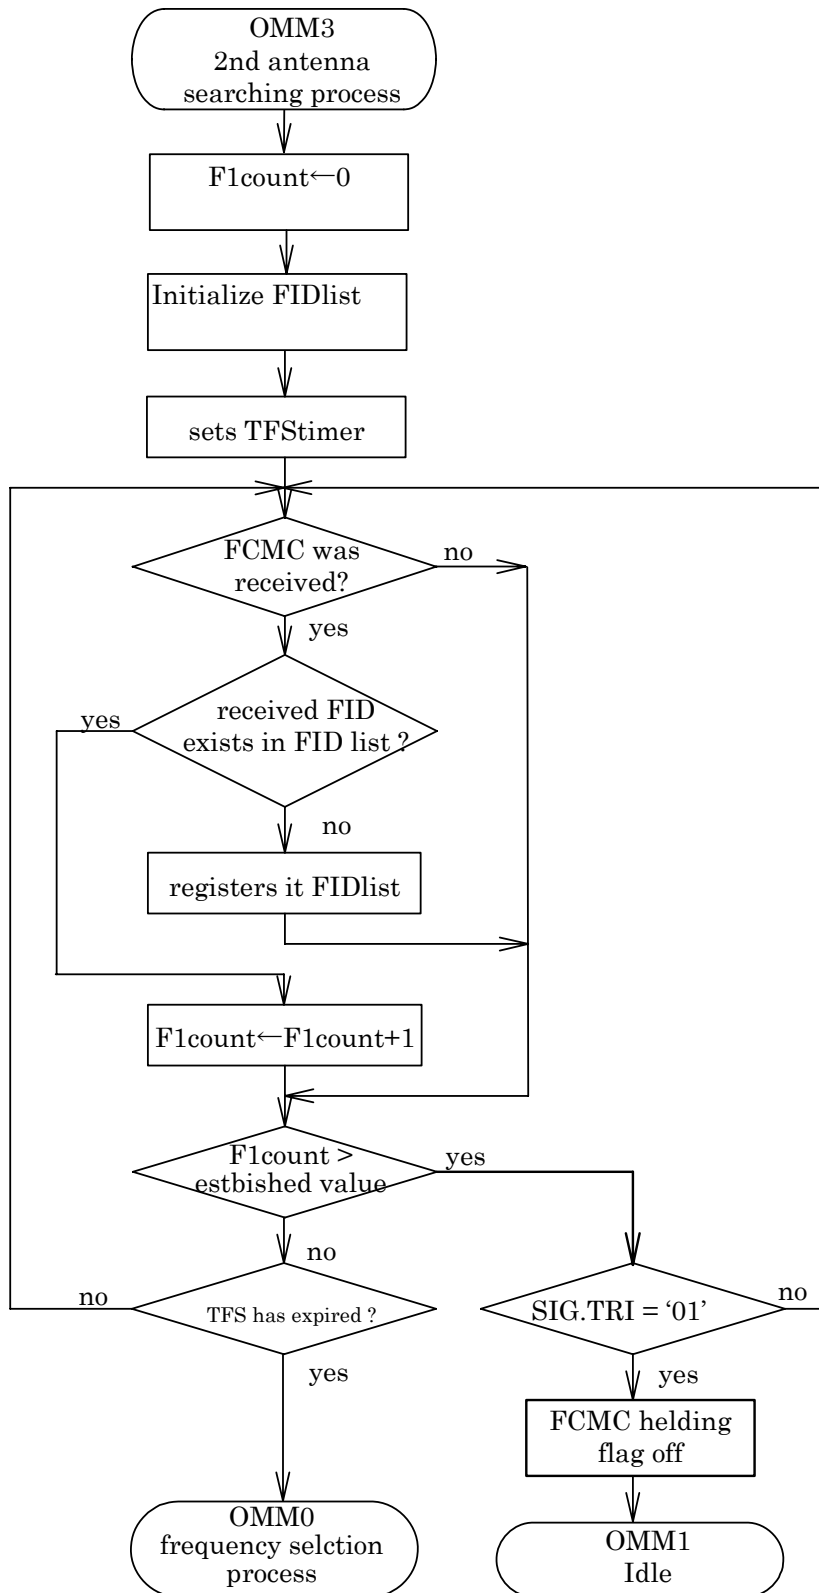 OMM3
2nd antenna
searching process
F1count←0
Initialize FIDlist
sets TFStimer
FCMC was
received?
no
yes
received FID
exists in FID list ?
yes
no
registers it FIDlist
F1count←F1count+1
F1count >
estbished value
yes
no
TFS has expired ?
no
SIG.TRI = ‘01’
no
yes
yes
FCMC helding
flag off
OMM0
frequency selction
process
OMM1
Idle